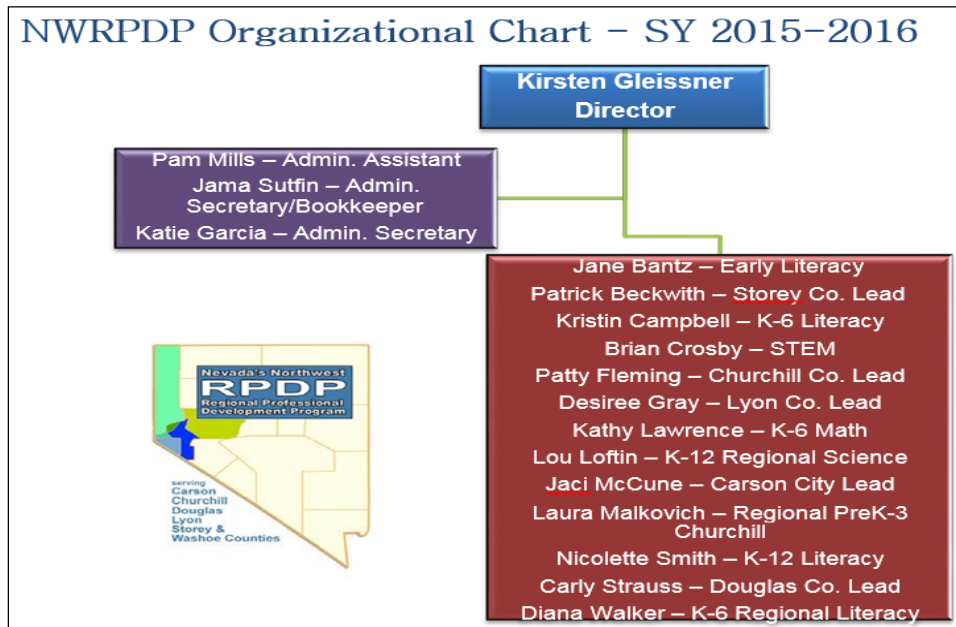 NWRPDP Organizational Chart – SY 2015-2016
Kirsten Gleissner
Director
Pam Mills – Admin. Assistant
Jama Sutfin – Admin.
Secretary/Bookkeeper
Katie Garcia – Admin. Secretary
Jane Bantz – Early Literacy
Patrick Beckwith – Storey Co. Lead
Kristin Campbell – K-6 Literacy
Brian Crosby – STEM
Patty Fleming – Churchill Co. Lead
Desiree Gray – Lyon Co. Lead
Kathy Lawrence – K-6 Math
Lou Loftin – K-12 Regional Science
Jaci McCune – Carson City Lead
Laura Malkovich – Regional PreK-3
Churchill
Nicolette Smith – K-12 Literacy
Carly Strauss – Douglas Co. Lead
Diana Walker – K-6 Regional Literacy
Nevada's Northwest
RPDP
Regional Professional
Development Program
serving
Carson
Churchill
Douglas
Lyon
Storey &
Washoe Counties